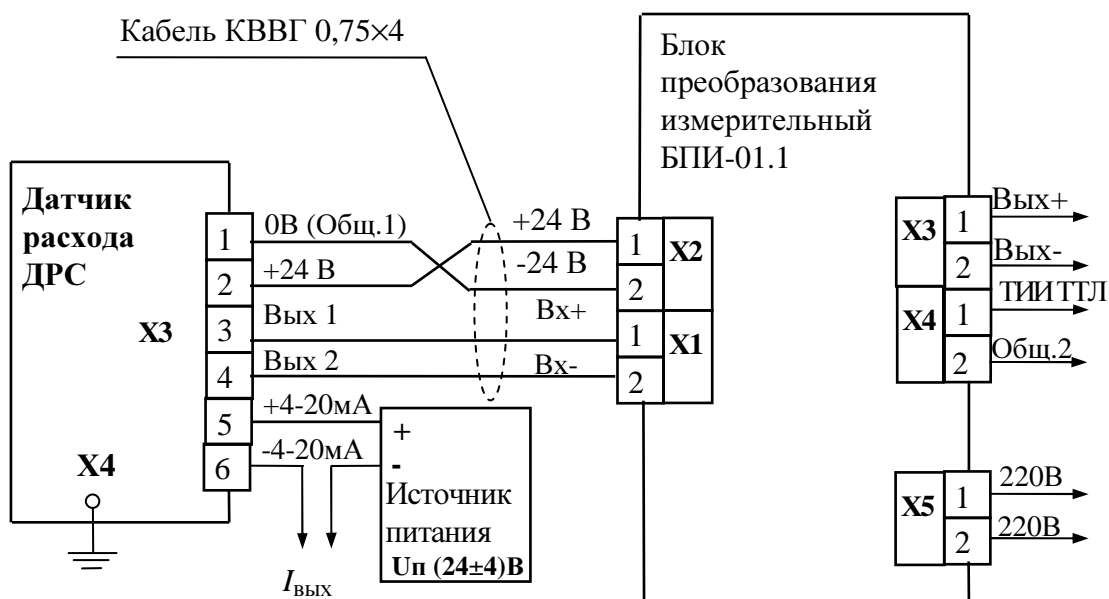 Кабель КВВГ 0,75×4
Блок
преобразования
измерительный
БПИ-01.1
Датчик
расхода
ДРС
X3
X4
1
2
3
4
5
6
0В (Общ.1)
+24 В
Вых 1
Вых 2
+4-20мА
-4-20мА
+24 В
-24 В
Вх+
Вх-
1
2
X2
1
2
X1
+
-
Источник
питания
Uп (24±4)В
Iвых
X3
1
2
Вых+
Вых-
X4
1
2
ТИИ ТТЛ
Общ.2
X5
1
2
220В
220В